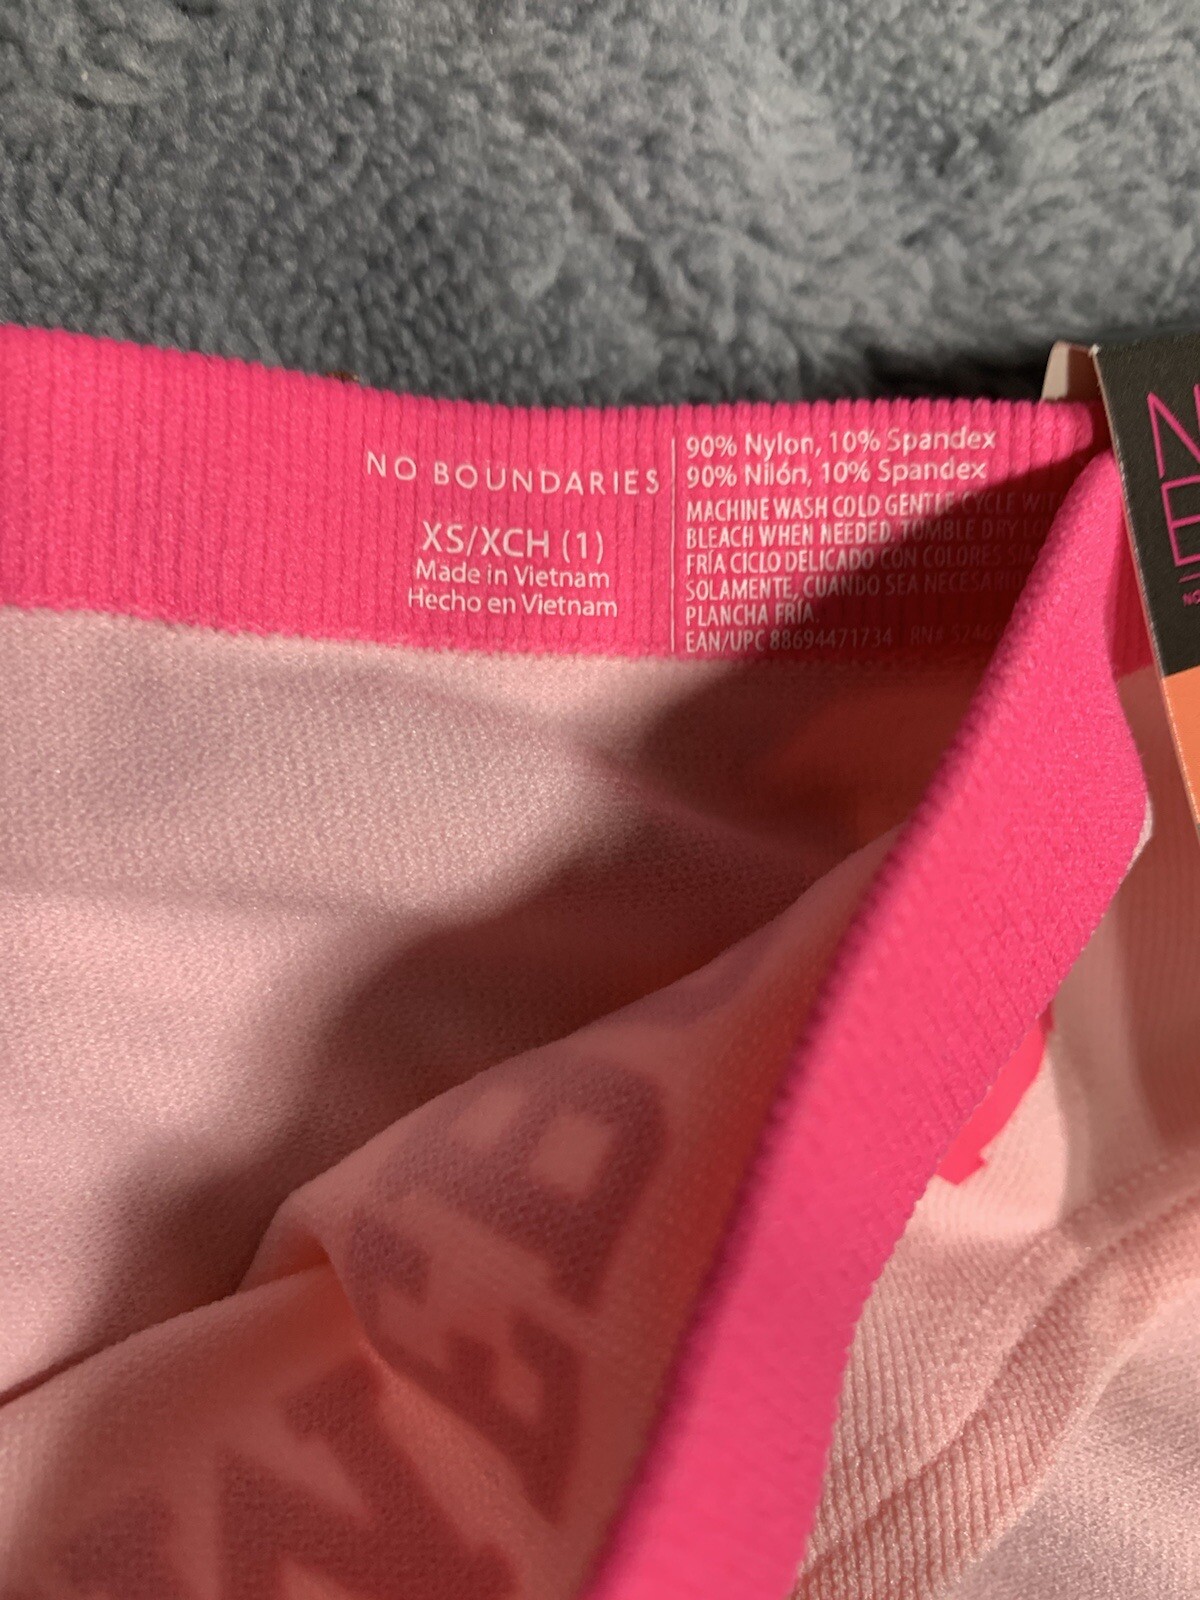 NO BOUNDARIES
XS/XCH (1)
Made in Vietnam
Hecho en Vietnam
90% Nylon, 10% Spandex
90% Nilón, 10% Spandex
MACHINE WASH COLD GENTLE CYCLE
BLEACH WHEN NEEDED. TUMBLE DRY
FRÍA CICLO DELICADO CON COLORES
SOLAMENTE, CUANDO SEA
PLANCHA FRÍA.
EAN/UPC 88694471734 RN#